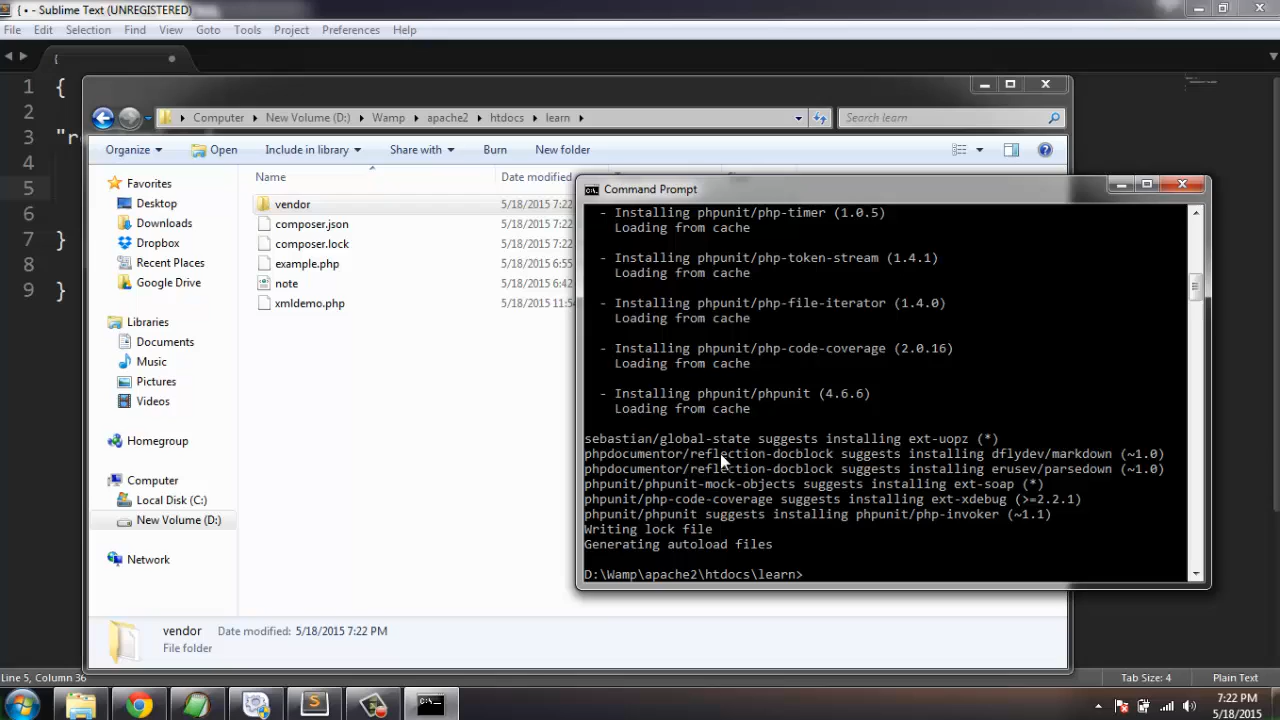 { • - Sublime Text (UNREGISTERED)
File Edit Selection Find View Goto Tools Project Preferences Help
{
1 {
2
3 "r
4
5
6
7 }
8
9 }
Computer New Volume (D:) Wamp apache2 htdocs learn
Search learn
Organize Open Include in library Share with Burn New folder
Favorites
Desktop
Downloads
Dropbox
Recent Places
Google Drive
Libraries
Documents
Music
Pictures
Videos
Homegroup
Computer
Local Disk (C:)
New Volume (D:)
Network
Name Date modified
vendor 5/18/2015 7:22
composer.json 5/18/2015 7:22
composer.lock 5/18/2015 7:22
example.php 5/18/2015 6:55
note 5/18/2015 6:42
xmldemo.php 5/18/2015 11:54
vendor Date modified: 5/18/2015 7:22 PM
File folder
C:\. Command Prompt
- Installing phpunit/php-timer (1.0.5)
Loading from cache
- Installing phpunit/php-token-stream (1.4.1)
Loading from cache
- Installing phpunit/php-file-iterator (1.4.0)
Loading from cache
- Installing phpunit/php-code-coverage (2.0.16)
Loading from cache
- Installing phpunit/phpunit (4.6.6)
Loading from cache
sebastian/global-state suggests installing ext-uopz (*)
phpdocumentor/reflection-docblock suggests installing dflydev/markdown (~1.0)
phpdocumentor/reflection-docblock suggests installing erusev/parsedown (~1.0)
phpunit/phpunit-mock-objects suggests installing ext-soap (*)
phpunit/php-code-coverage suggests installing ext-xdebug (>=2.2.1)
phpunit/phpunit suggests installing phpunit/php-invoker (~1.1)
Writing lock file
Generating autoload files
D:\Wamp\apache2\htdocs\learn>
Line 5, Column 36
Tab Size: 4
Plain Text
7:22 PM
5/18/2015